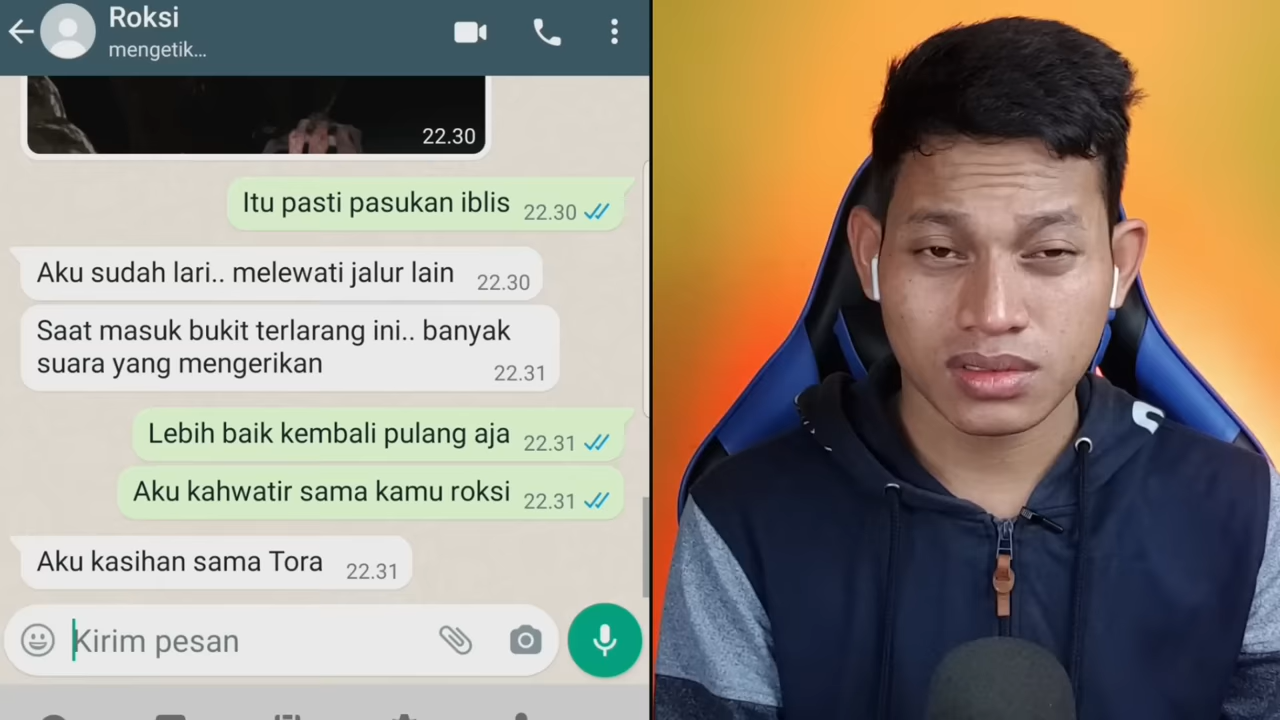 Roksi
mengetik...
22.30
Itu pasti pasukan iblis 22.30
Aku sudah lari.. melewati jalur lain 22.30
Saat masuk bukit terlarang ini.. banyak
suara yang mengerikan 22.31
Lebih baik kembali pulang aja 22.31
Aku kahwatir sama kamu roksi 22.31
Aku kasihan sama Tora 22.31
Kirim pesan